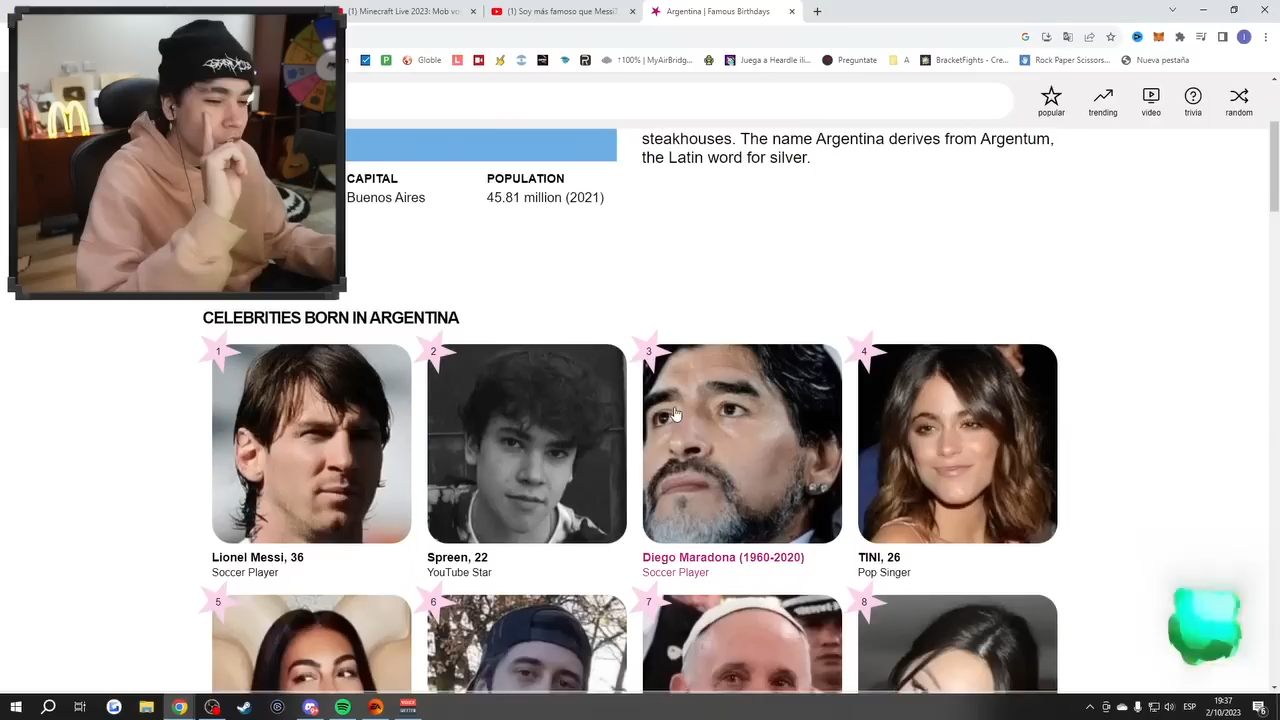 (1) Minecraft Live 2023: Mob vo
(1) Soy más famoso que Messi?
Argentina | Famous Birthdays
Globle
↑100% | MyAirBridg...
Juega a Heardle ili...
Preguntate
A
BracketFights - Cre...
Rock Paper Scissors...
Nueva pestaña
popular
trending
video
trivia
random
steakhouses. The name Argentina derives from Argentum,
the Latin word for silver.
CAPITAL
POPULATION
Buenos Aires
45.81 million (2021)
CELEBRITIES BORN IN ARGENTINA
1
2
3
4
Lionel Messi, 36
Soccer Player
Spreen, 22
YouTube Star
Diego Maradona (1960-2020)
Soccer Player
TINI, 26
Pop Singer
5
6
7
8
ESP
19:37
2/10/2023